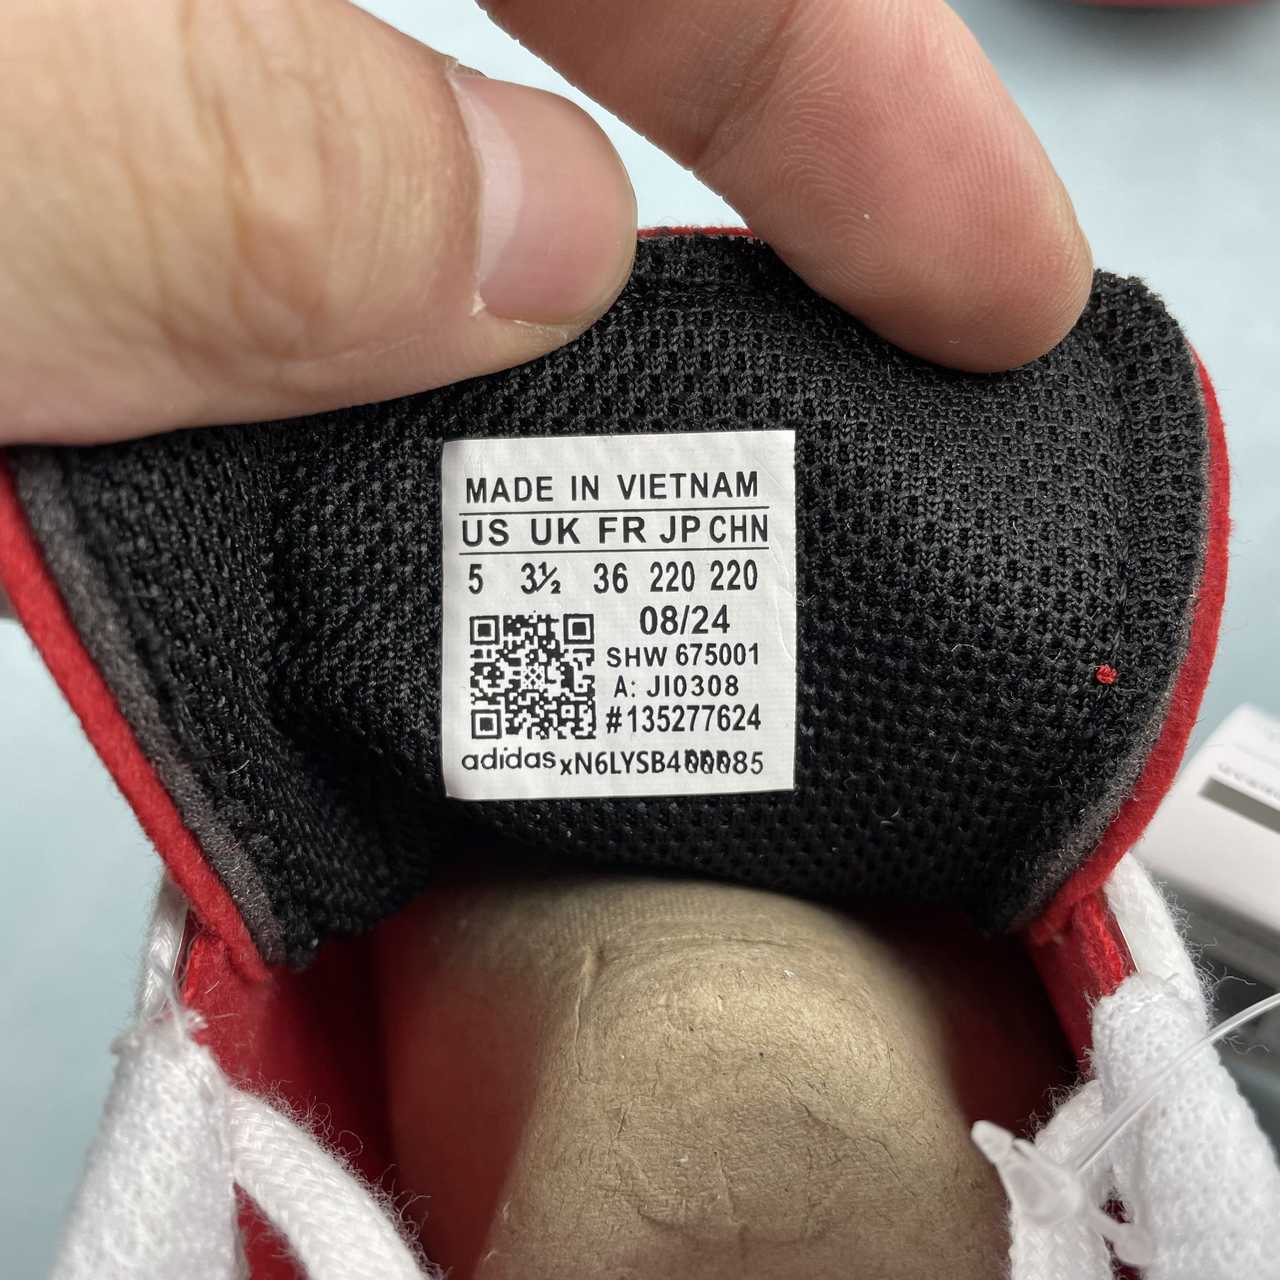 MADE IN VIETNAM
US UK FR JP CHN
5 3½ 36 220 220
08/24
SHW 675001
A: JI0308
#135277624
adidas